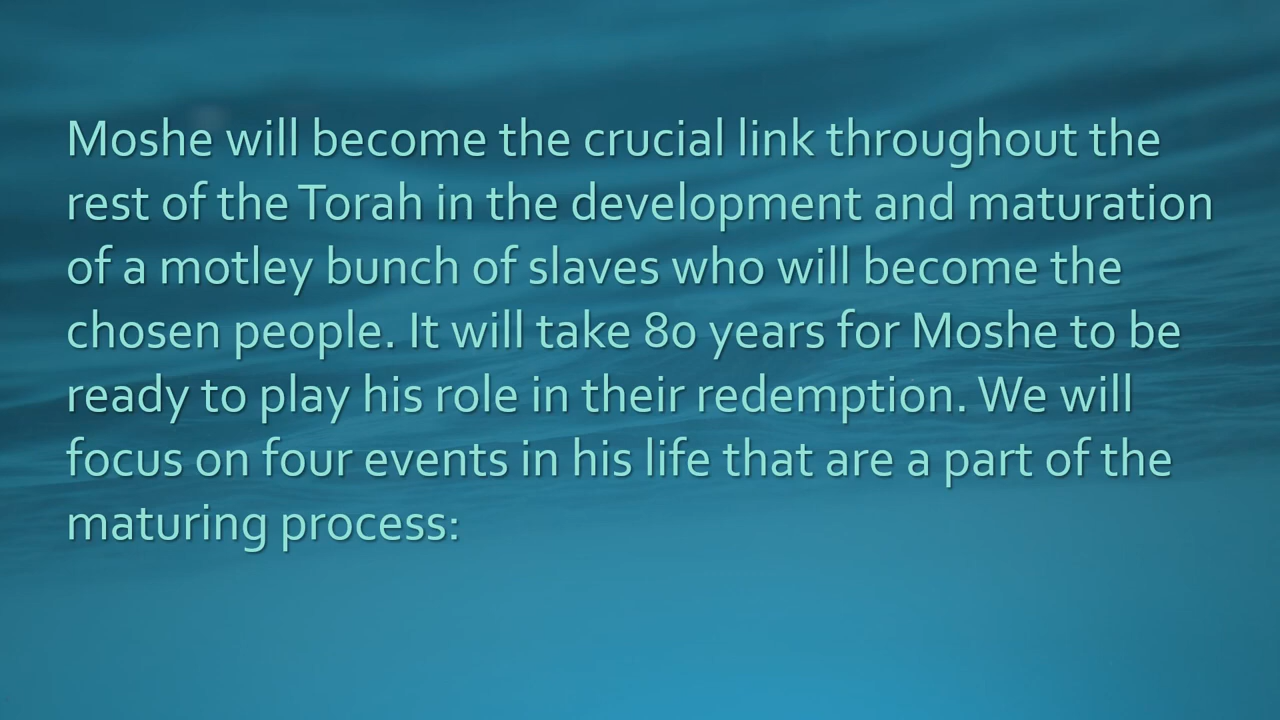 Moshe will become the crucial link throughout the
rest of the Torah in the development and maturation
of a motley bunch of slaves who will become the
chosen people. It will take 80 years for Moshe to be
ready to play his role in their redemption. We will
focus on four events in his life that are a part of the
maturing process: